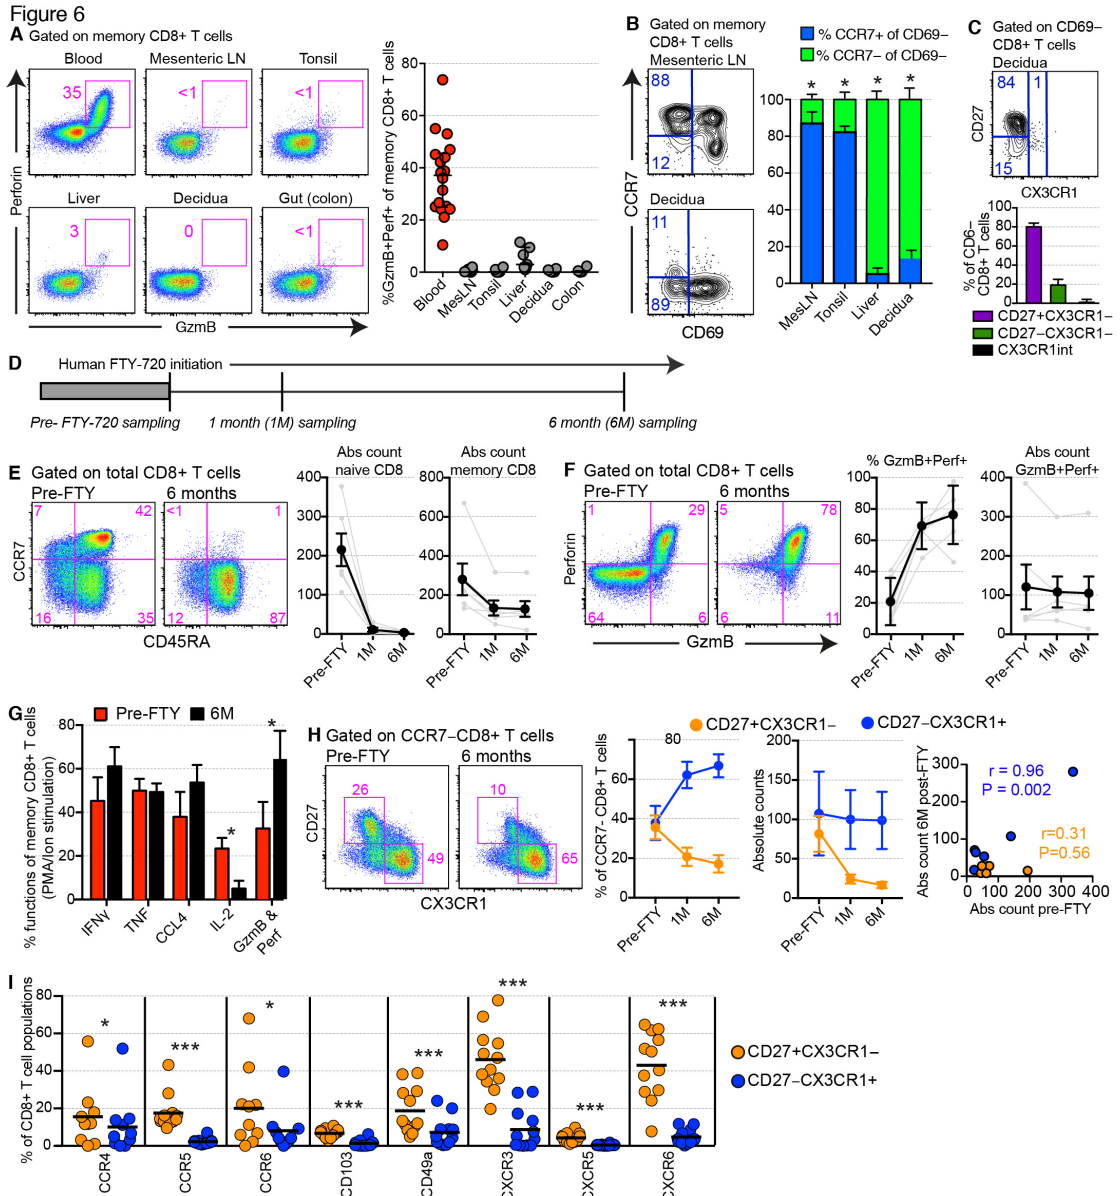 Figure 6
A Gated on memory CD8+ T cells
Blood
Mesenteric LN
Tonsil
35
<1
<1
Liver
Decidua
Gut (colon)
3
0
<1
Perforin
GzmB
%GzmB+Perf+ of memory CD8+ T cells
80
60
40
20
0
Blood
MesLN
Tonsil
Liver
Decidua
Colon
B Gated on memory
CD8+ T cells
Mesenteric LN
88
12
Decidua
11
89
CCR7
CD69
% CCR7+ of CD69–
% CCR7– of CD69–
* * * *
100
80
60
40
20
0
MesLN
Tonsil
Liver
Decidua
C Gated on CD69–
CD8+ T cells
Decidua
84
1
15
CD27
CX3CR1
% of CD6–
CD8+ T cells
100
80
60
40
20
0
CD27+CX3CR1–
CD27–CX3CR1–
CX3CR1int
D
Human FTY-720 initiation
Pre- FTY-720 sampling
1 month (1M) sampling
6 month (6M) sampling
E Gated on total CD8+ T cells
Pre-FTY
6 months
7
42
16
35
<1
1
12
87
CCR7
CD45RA
Abs count
naive CD8
400
300
200
100
0
Pre-FTY
1M
6M
Abs count
memory CD8
800
600
400
200
0
Pre-FTY
1M
6M
F Gated on total CD8+ T cells
Pre-FTY
6 months
1
29
64
6
5
78
6
11
Perforin
GzmB
% GzmB+Perf+
100
80
60
40
20
0
Pre-FTY
1M
6M
Abs count
GzmB+Perf+
400
300
200
100
0
Pre-FTY
1M
6M
G
Pre-FTY
6M
% functions of memory CD8+ T cells
(PMA/Ion stimulation)
80
60
40
20
0
*
*
IFNγ
TNF
CCL4
IL-2
GzmB &
Perf
H Gated on CCR7–CD8+ T cells
Pre-FTY
6 months
26
49
10
65
CD27
CX3CR1
CD27+CX3CR1–
CD27–CX3CR1+
% of CCR7- CD8+ T cells
80
60
40
20
0
Pre-FTY
1M
6M
Absolute counts
200
150
100
50
0
Pre-FTY
1M
6M
Abs count 6M post-FTY
300
200
100
0
r = 0.96
P = 0.002
r=0.31
P=0.56
0 100 200 300 400
Abs count pre-FTY
I
% of CD8+ T cell populations
80
60
40
20
0
*
***
*
***
***
***
***
***
CCR4
CCR5
CCR6
CD103
CD49a
CXCR3
CXCR5
CXCR6
CD27+CX3CR1–
CD27–CX3CR1+